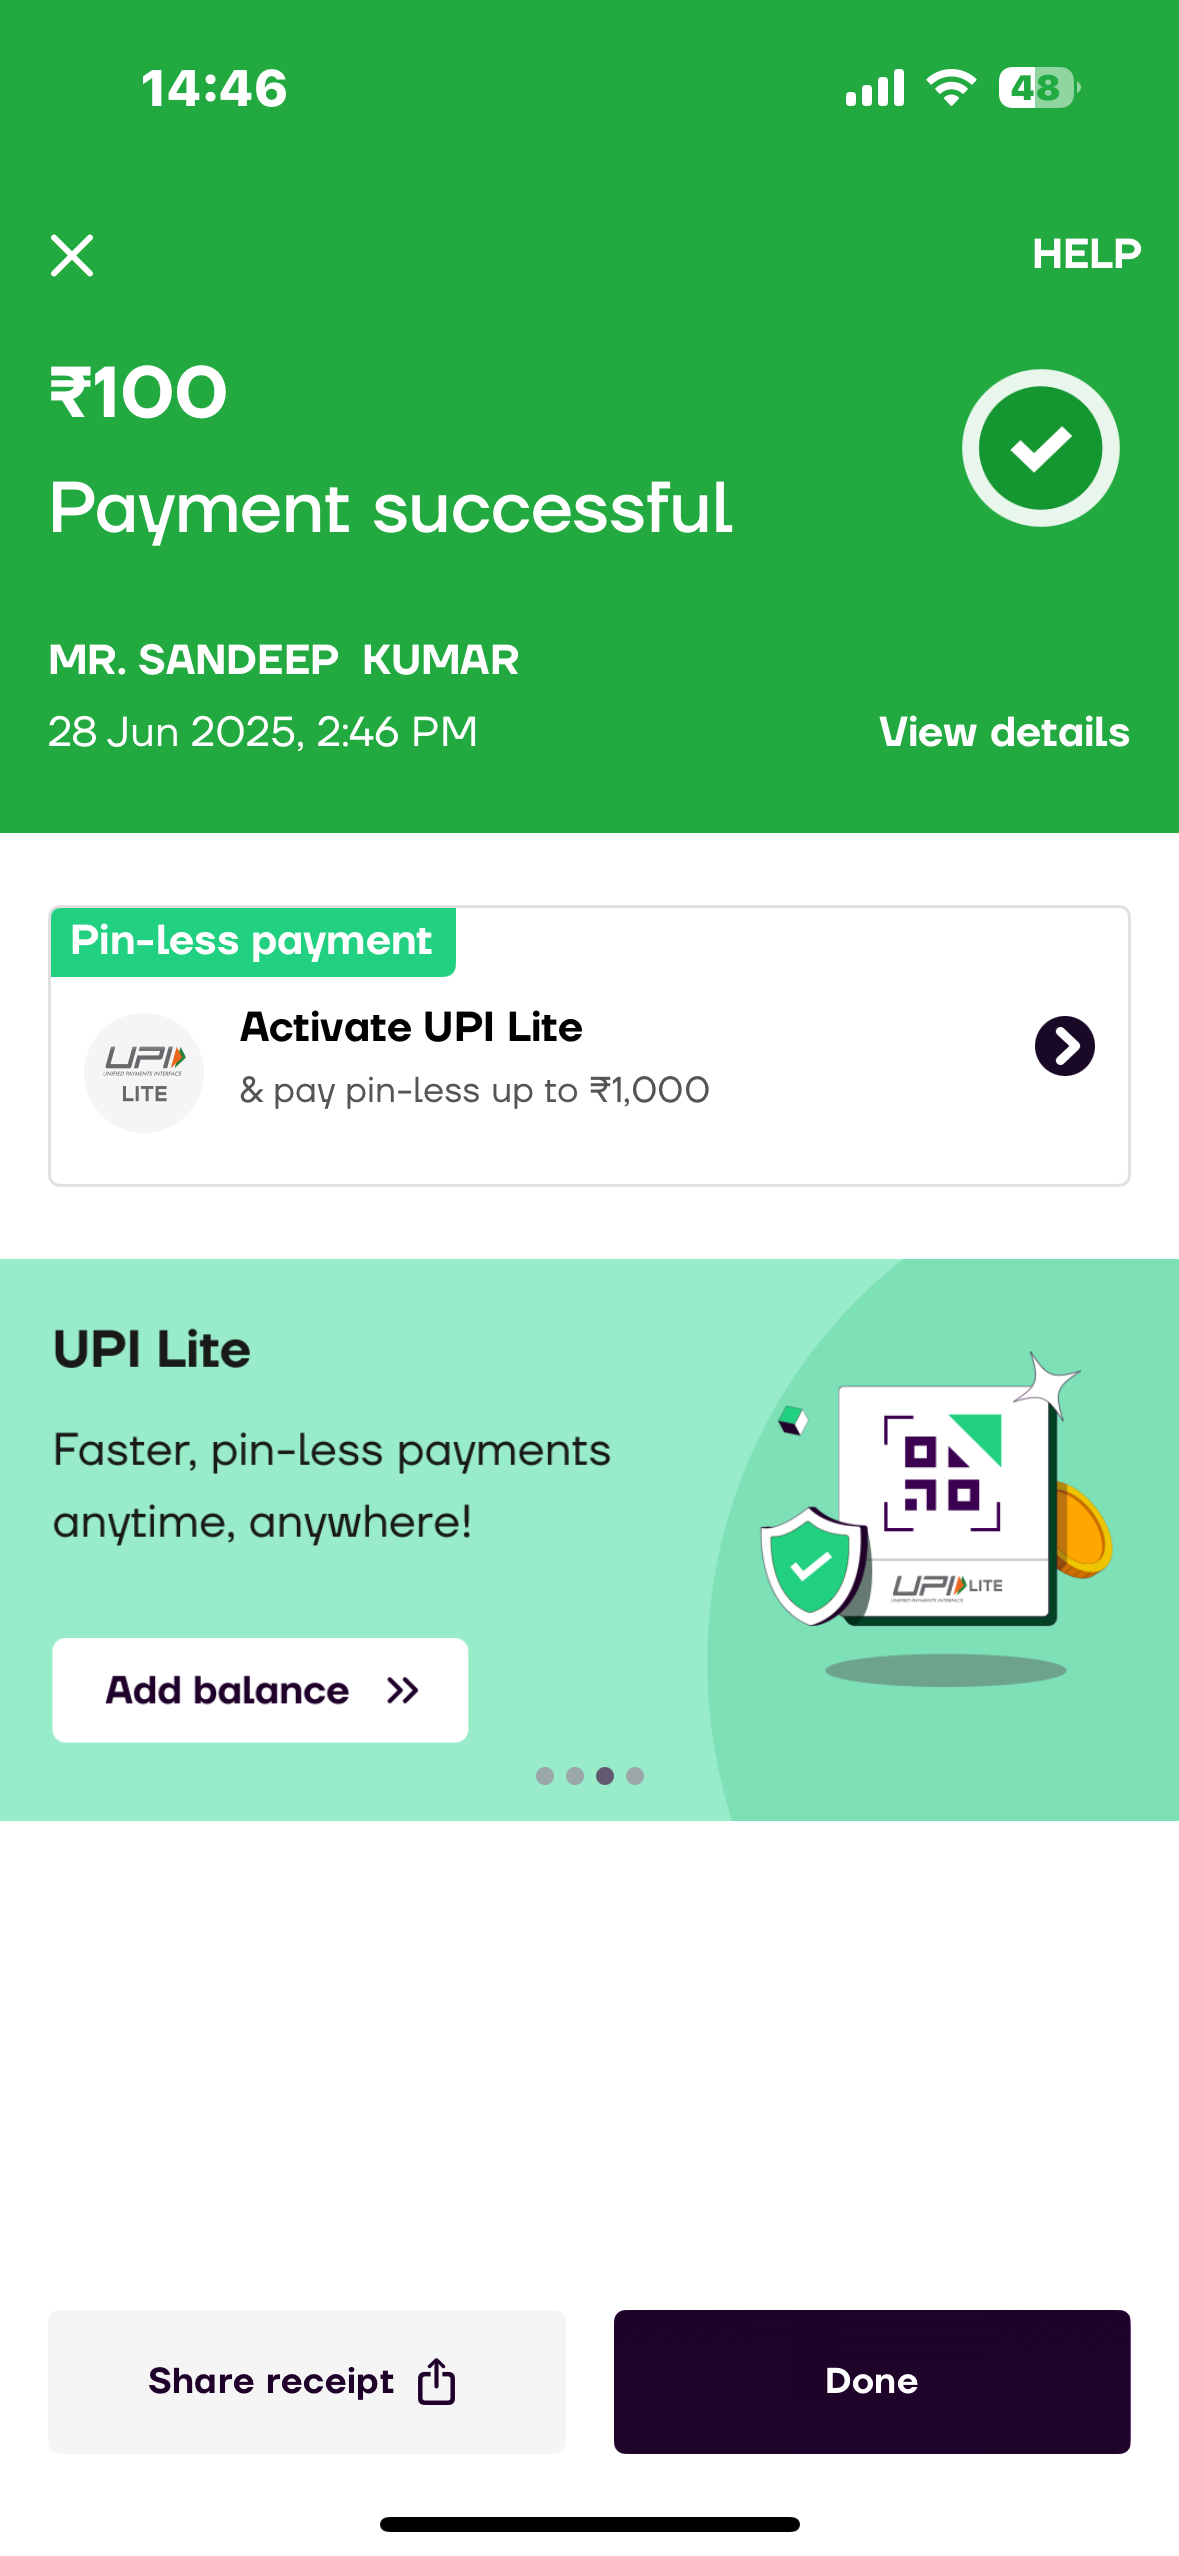 14:46
48
HELP
₹100
Payment successful
MR. SANDEEP  KUMAR
28 Jun 2025, 2:46 PM
View details
Pin-less payment
Activate UPI Lite
UPI
UNIFIED PAYMENTS INTERFACE
LITE
& pay pin-less up to ₹1,000
UPI Lite
Faster, pin-less payments
anytime, anywhere!
UPI LITE
UNIFIED PAYMENTS INTERFACE
Add balance
Share receipt
Done